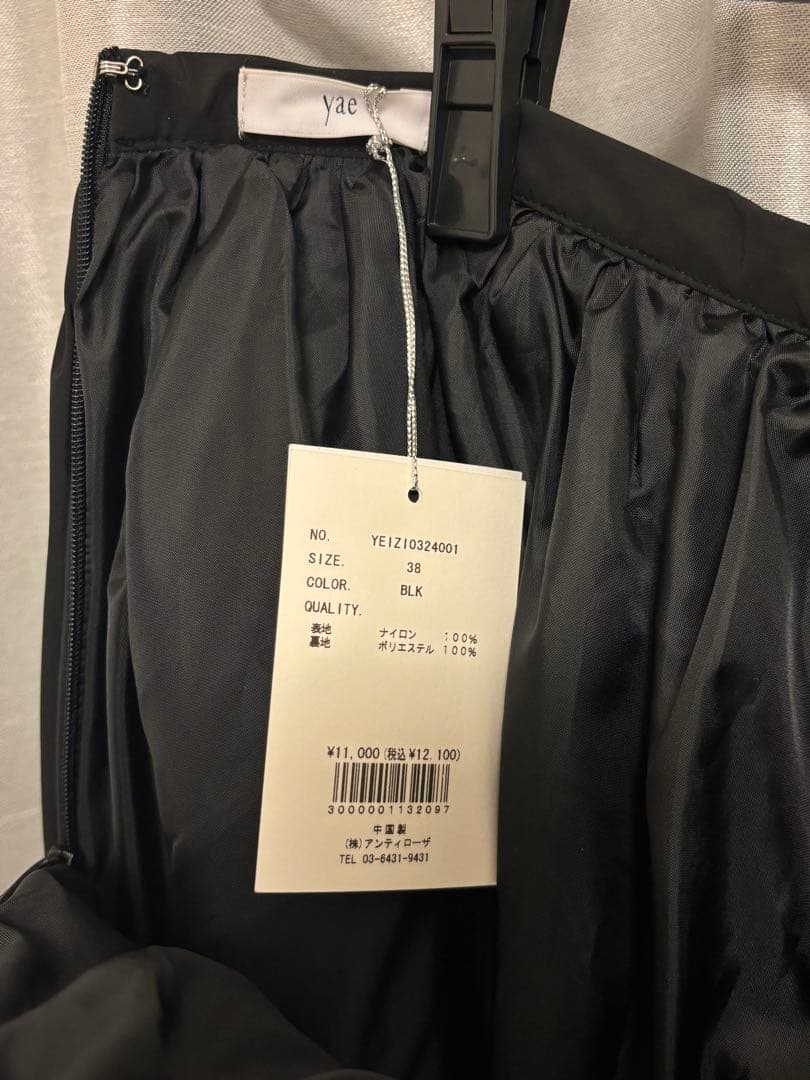 yae
NO. YEIZI0324001
SIZE. 38
COLOR. BLK
QUALITY.
表地 ナイロン 100%
裏地 ポリエステル 100%
¥11,000(税込¥12,100)
3000001132097
中国製
(株)アンティローザ
TEL 03-6431-9431